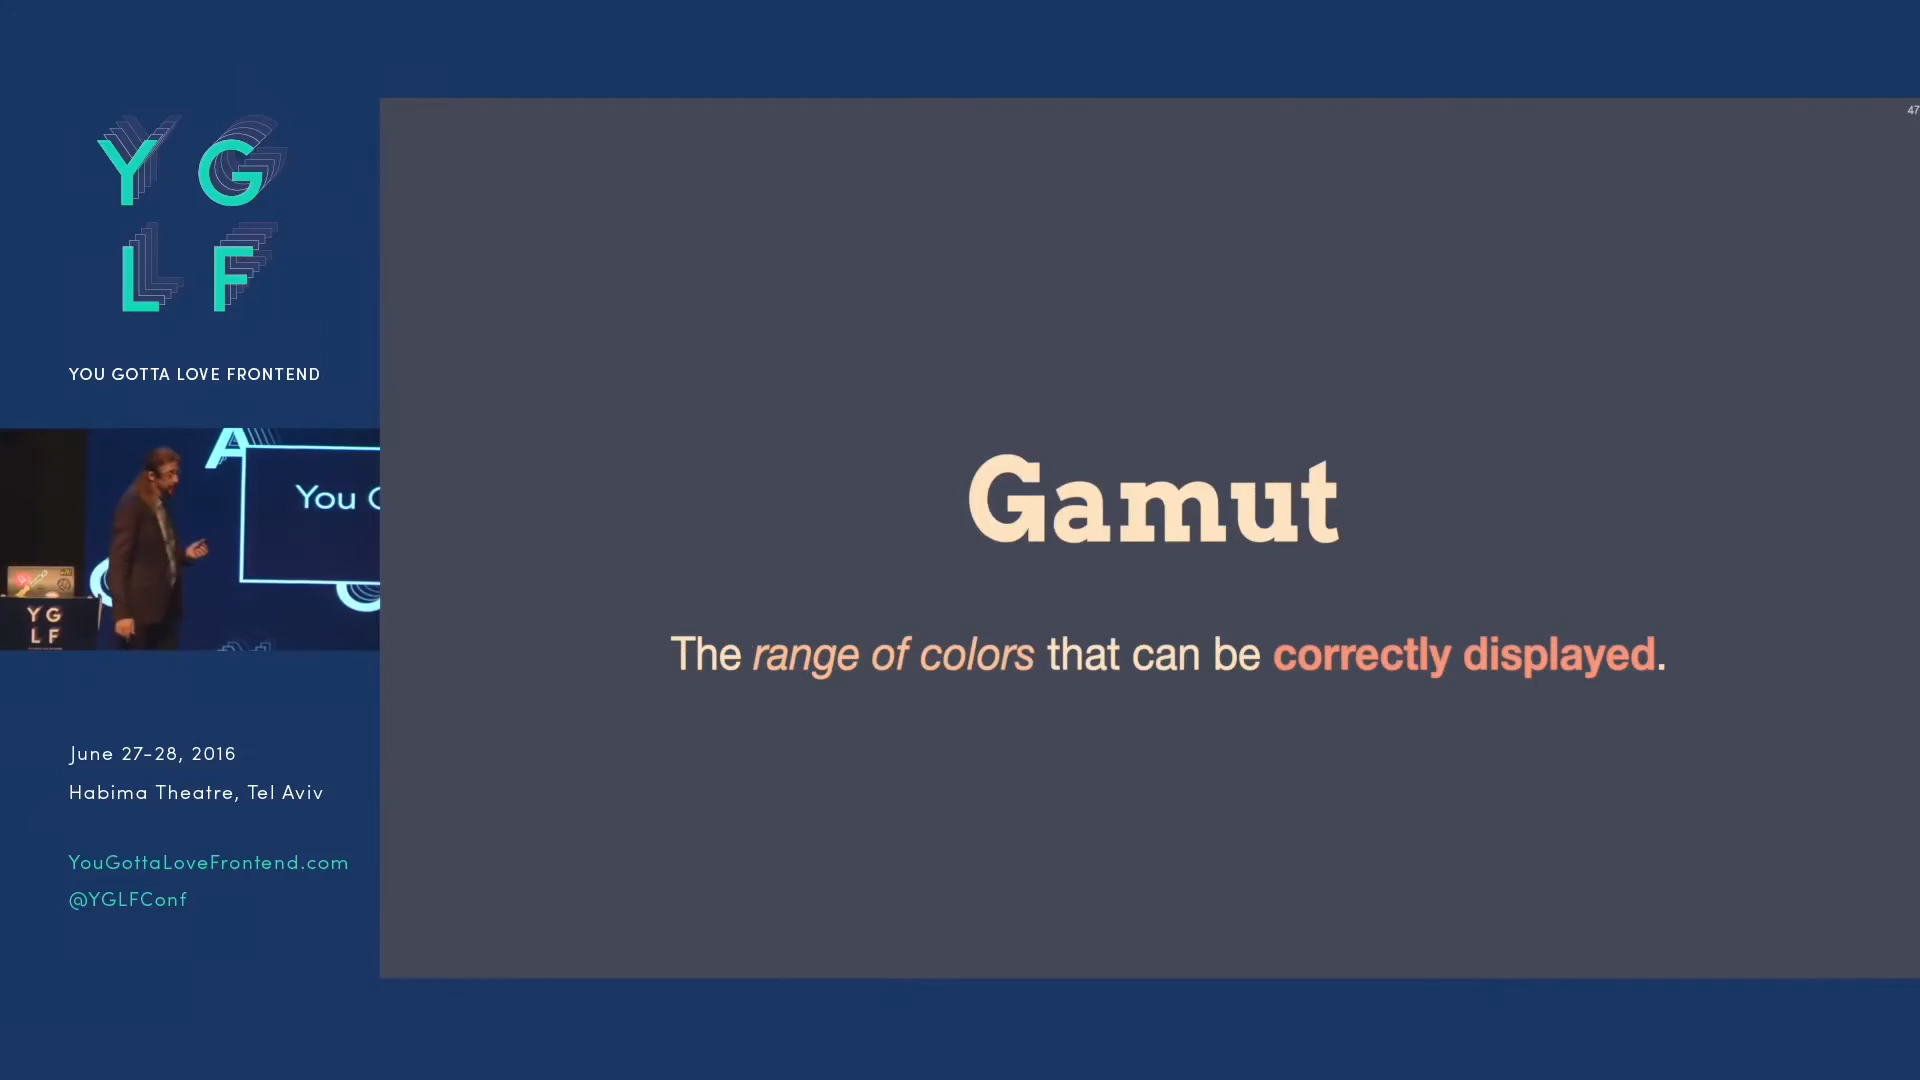 Y G
L F
YOU GOTTA LOVE FRONTEND
A
You G
Y G
L F
June 27-28, 2016
Habima Theatre, Tel Aviv
YouGottaLoveFrontend.com
@YGLFConf
47
Gamut
The range of colors that can be correctly displayed.